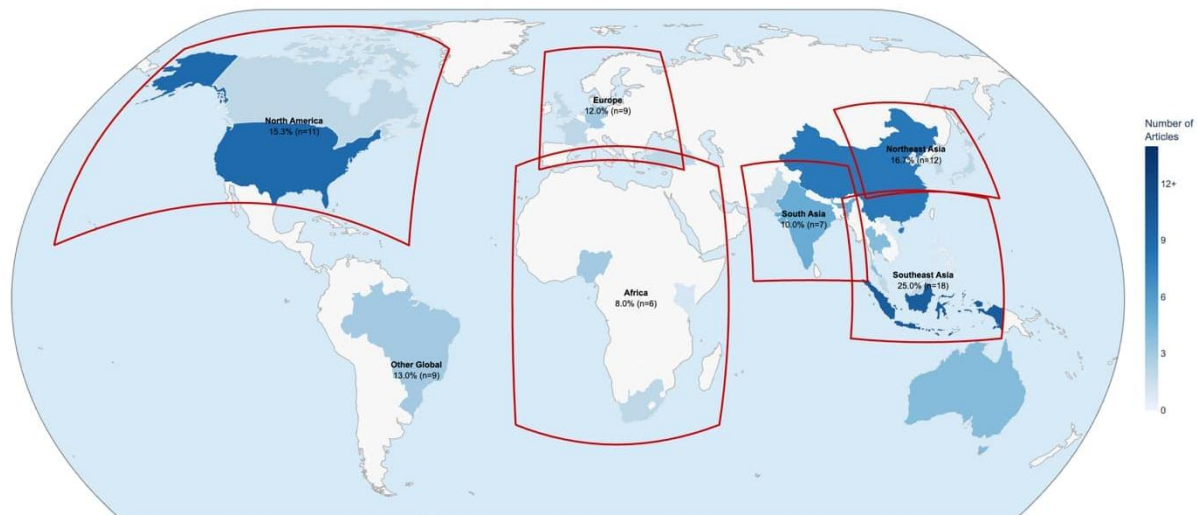 Europe
12.0% (n=9)
North America
15.3% (n=11)
Number of
Articles
Northeast Asia
16.7% (n=12)
12+
South Asia
10.0% (n=7)
9
Southeast Asia
25.0% (n=18)
Africa
8.0% (n=6)
6
3
Other Global
13.0% (n=9)
0